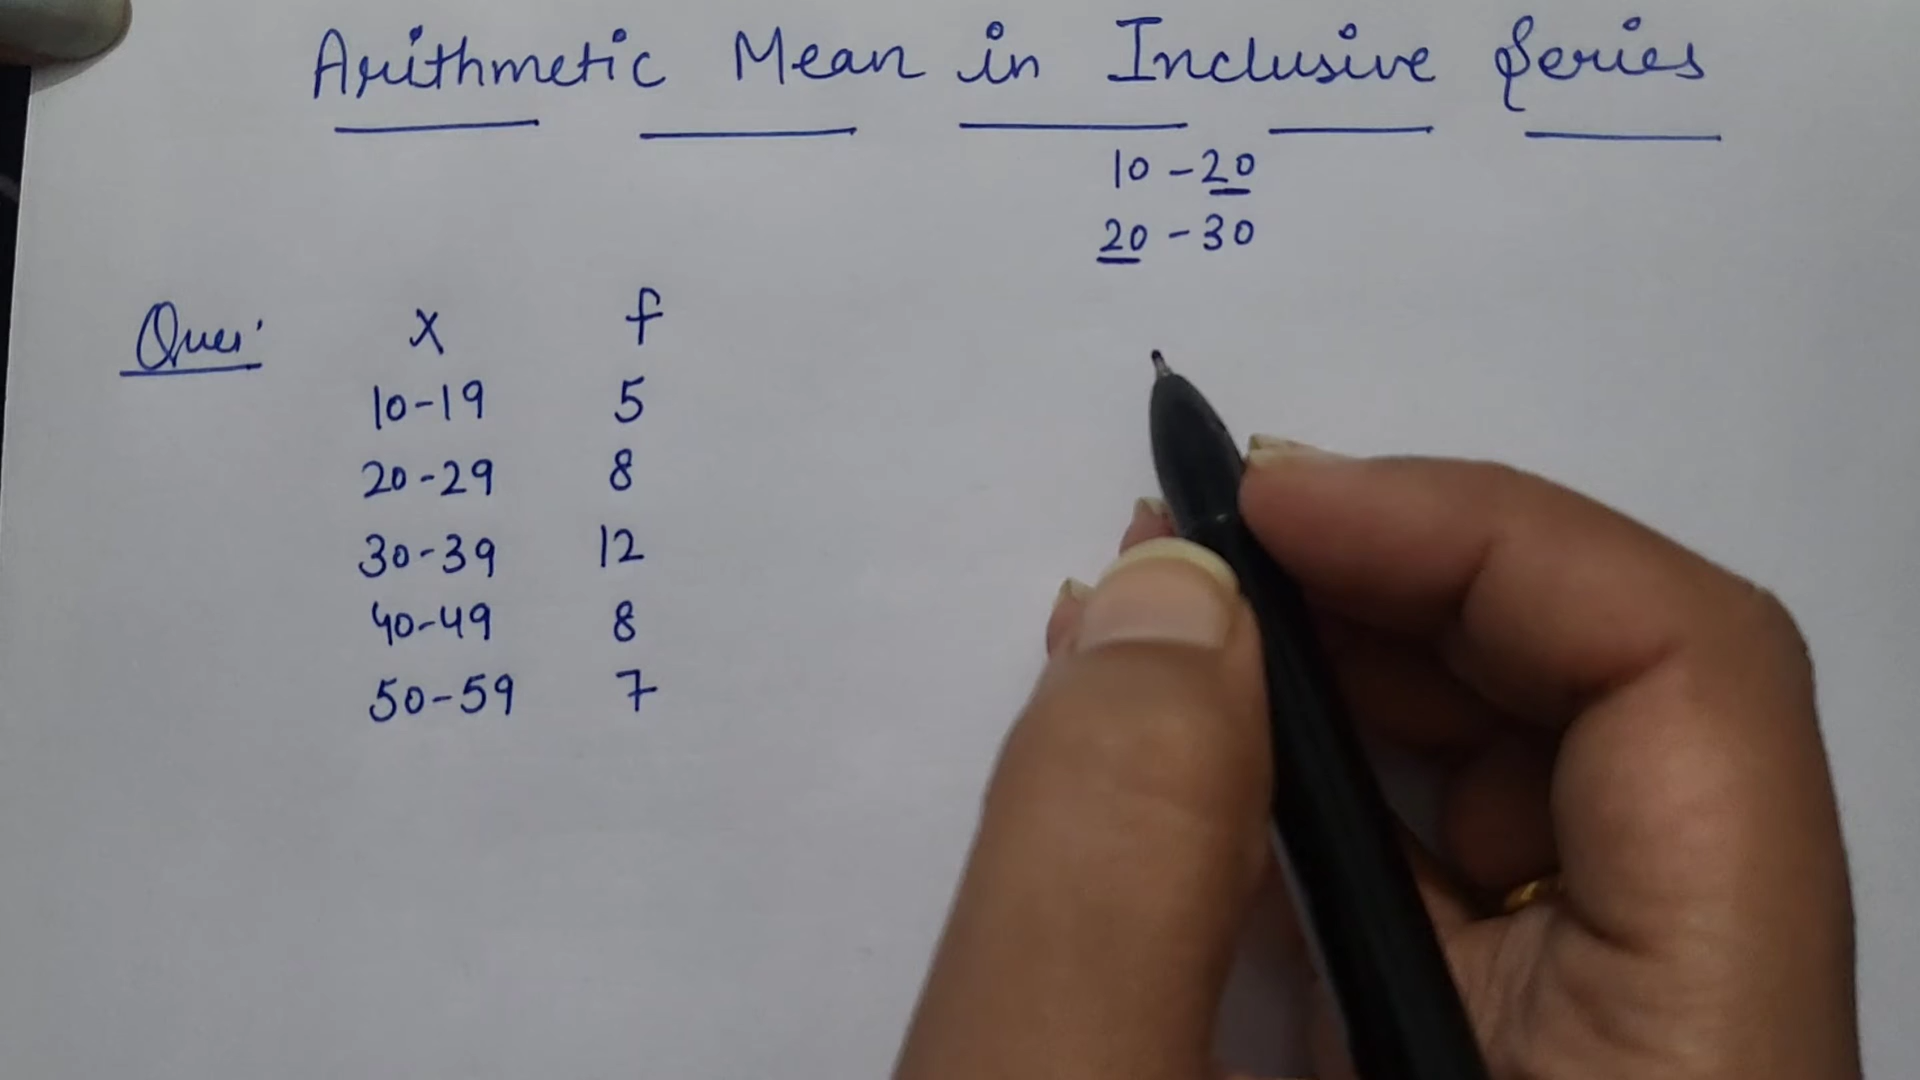 Arithmetic Mean in Inclusive Series
10 - 20
20 - 30
Ques. X f
10-19 5
20-29 8
30-39 12
40-49 8
50-59 7